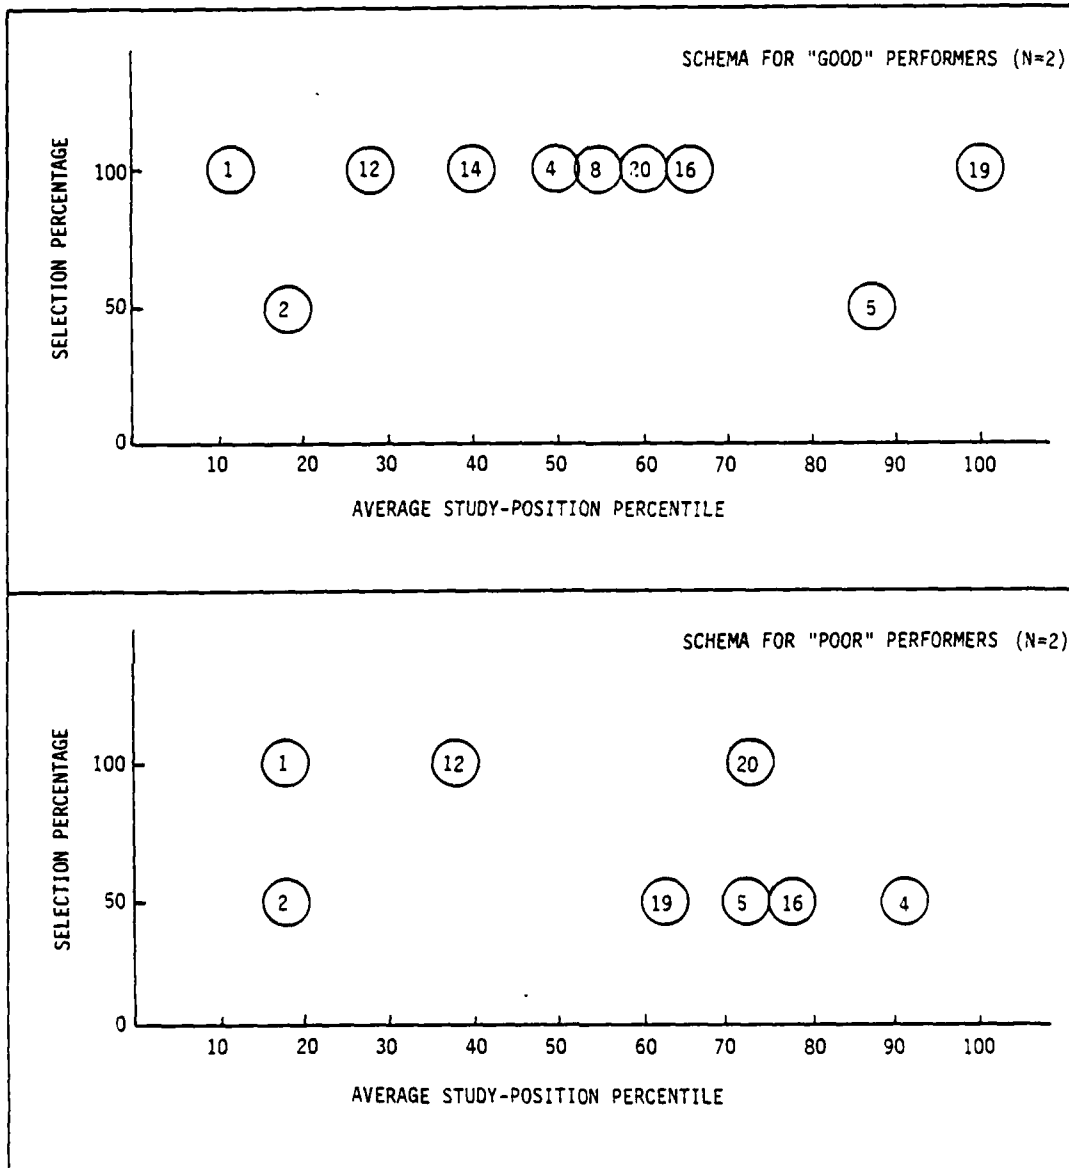 SCHEMA FOR "GOOD" PERFORMERS (N=2)
SELECTION PERCENTAGE
100
50
0
1 12 14 4 8 20 16 19
2 5
10 20 30 40 50 60 70 80 90 100
AVERAGE STUDY-POSITION PERCENTILE
SCHEMA FOR "POOR" PERFORMERS (N=2)
SELECTION PERCENTAGE
100
50
0
1 12 20
2 19 5 16 4
10 20 30 40 50 60 70 80 90 100
AVERAGE STUDY-POSITION PERCENTILE